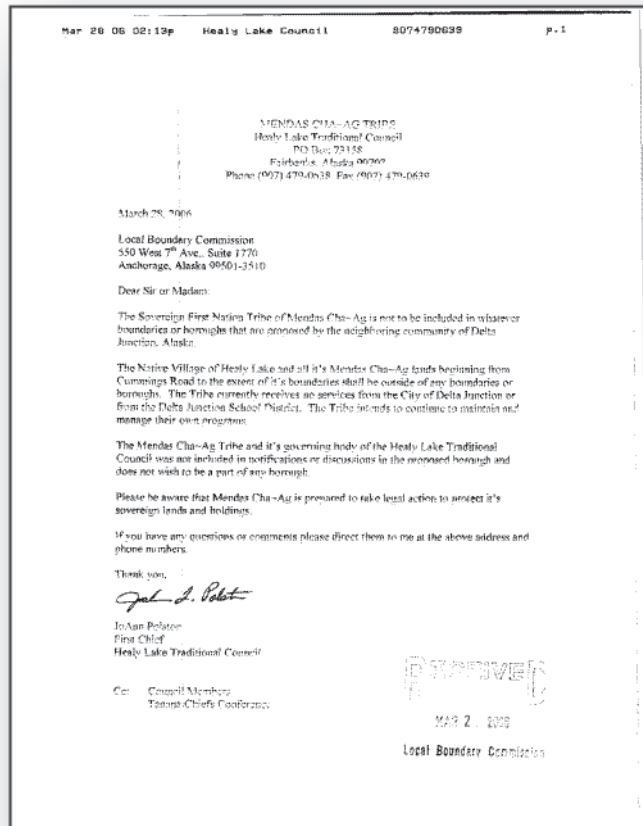 Mar 28 06 02:13p Healy Lake Council 9074790639 p.1
MENDAS CHA~AG TRIBE
Healy Lake Traditional Council
PO Box 73158
Fairbanks, Alaska 99707
Phone (907) 479-0638 Fax (907) 479-0639
March 28, 2006
Local Boundary Commission
550 West 7th Ave., Suite 1770
Anchorage, Alaska 99501-3510
Dear Sir or Madam:
The Sovereign First Nation Tribe of Mendas Cha~Ag is not to be included in whatever
boundaries or boroughs that are proposed by the neighboring community of Delta
Junction, Alaska.
The Native Village of Healy Lake and all it's Mendas Cha~Ag lands beginning from
Cummings Road to the extent of it's boundaries shall be outside of any boundaries or
boroughs. The Tribe currently receives no services from the City of Delta Junction or
from the Delta Junction School District. The Tribe intends to continue to maintain and
manage their own programs.
The Mendas Cha~Ag Tribe and it's governing body of the Healy Lake Traditional
Council was not included in notifications or discussions in the proposed borough and
does not wish to be a part of any borough.
Please be aware that Mendas Cha~Ag is prepared to take legal action to protect it's
sovereign lands and holdings.
If you have any questions or comments please direct them to me at the above address and
phone numbers.
Thank you,
JoAnn Polston
First Chief
Healy Lake Traditional Council
Cc: Council Members
Tanana Chiefs Conference
MAR 2
Local Boundary Commission